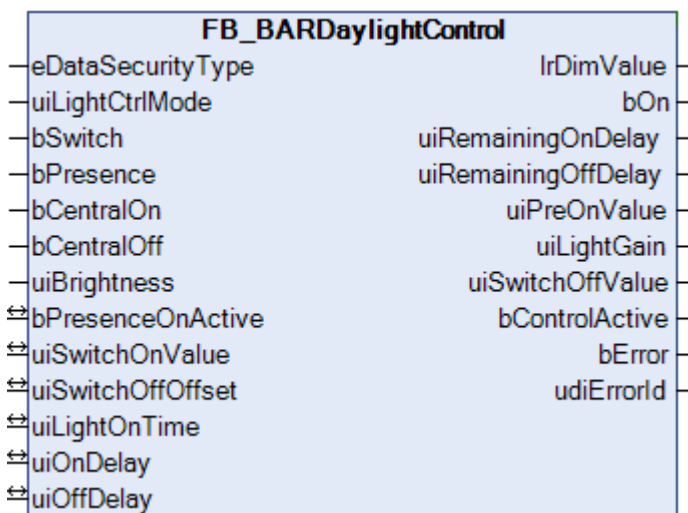 FB_BARDaylightControl
eDataSecurityType lrDimValue
uiLightCtrlMode bOn
bSwitch uiRemainingOnDelay
bPresence uiRemainingOffDelay
bCentralOn uiPreOnValue
bCentralOff uiLightGain
uiBrightness uiSwitchOffValue
bPresenceOnActive bControlActive
uiSwitchOnValue bError
uiSwitchOffOffset udiErrorId
uiLightOnTime
uiOnDelay
uiOffDelay